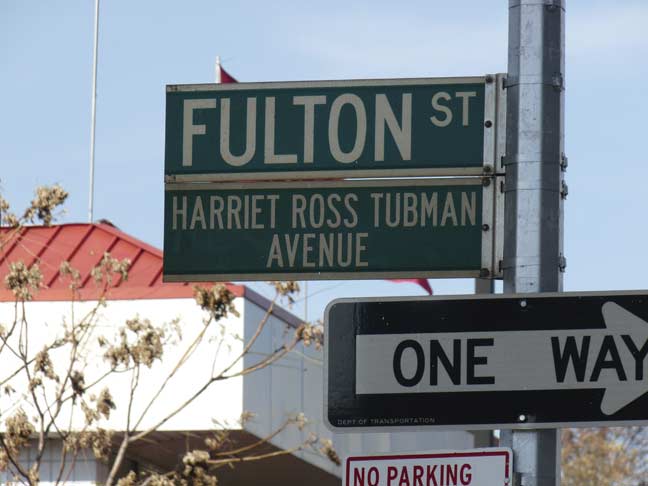 FULTON ST
HARRIET ROSS TUBMAN
AVENUE
ONE WAY
DEPT OF TRANSPORTATION
NO PARKING